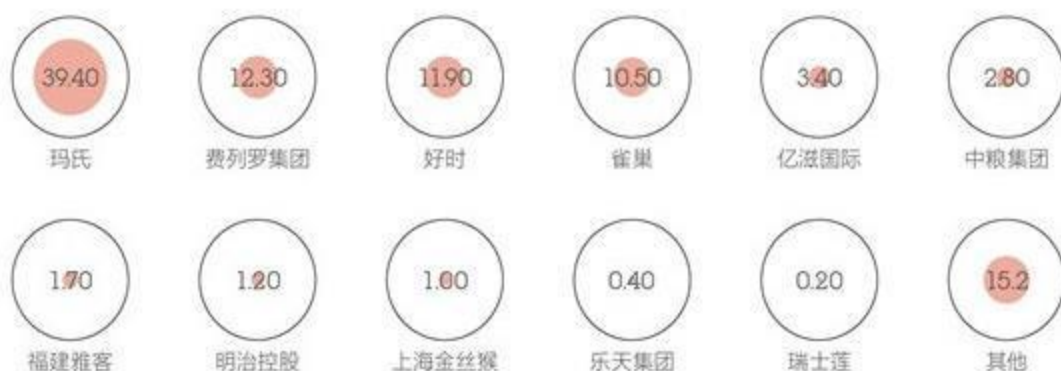 39.40 12.30 11.90 10.50 3.40 2.80
玛氏 费列罗集团 好时 雀巢 亿滋国际 中粮集团
1.70 1.20 1.00 0.40 0.20 15.2
福建雅客 明治控股 上海金丝猴 乐天集团 瑞士莲 其他